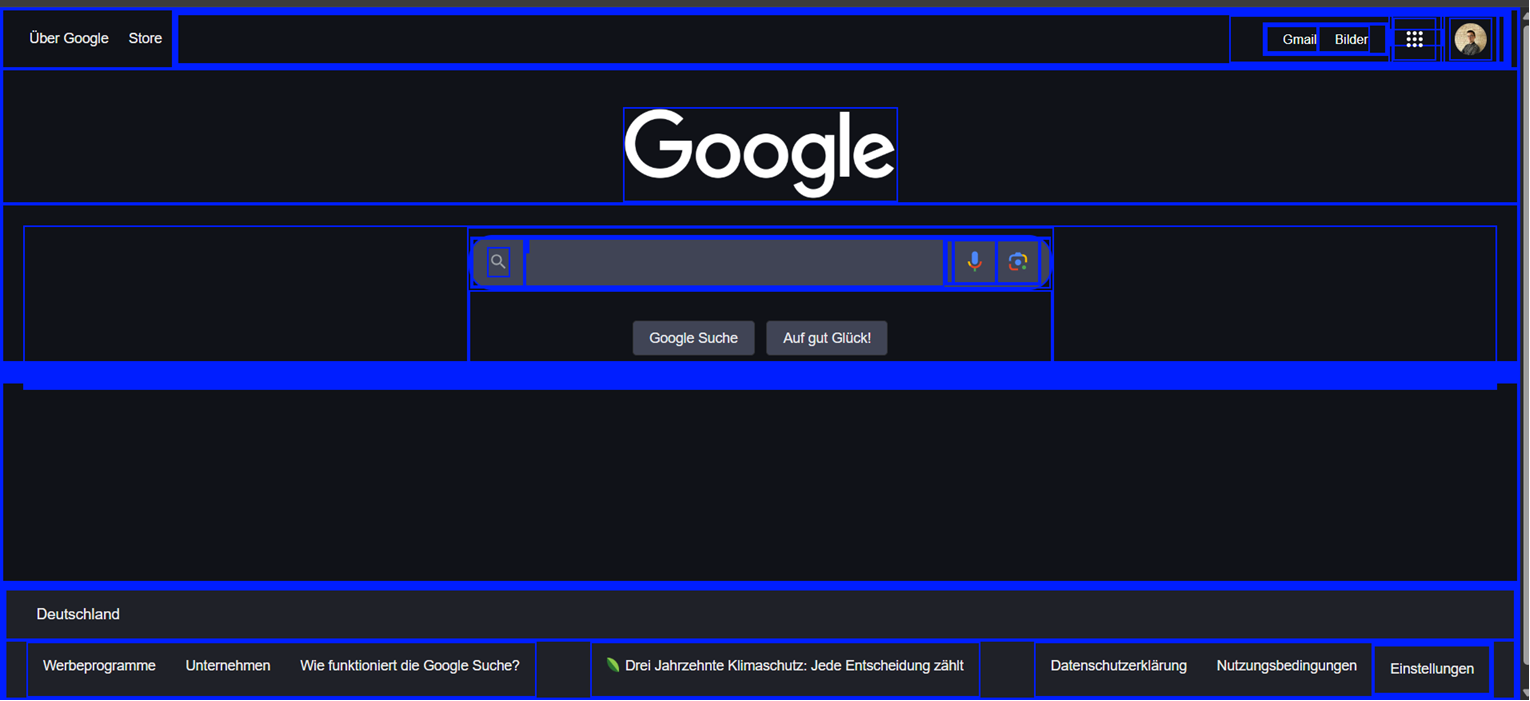 Über Google Store Gmail Bilder
Google
Google Suche Auf gut Glück!
Deutschland
Werbeprogramme Unternehmen Wie funktioniert die Google Suche? Drei Jahrzehnte Klimaschutz: Jede Entscheidung zählt Datenschutzerklärung Nutzungsbedingungen Einstellungen